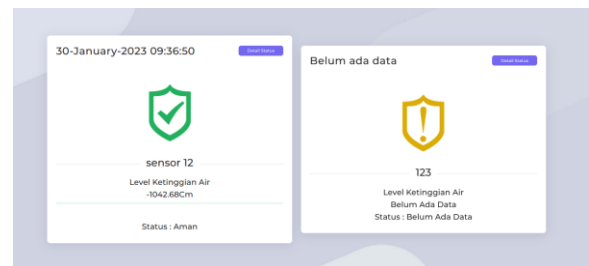 30-January-2023 09:36:50
Detail Status
sensor 12
Level Ketinggian Air
-1042.68Cm
Status : Aman
Belum ada data
Detail Status
123
Level Ketinggian Air
Belum Ada Data
Status : Belum Ada Data